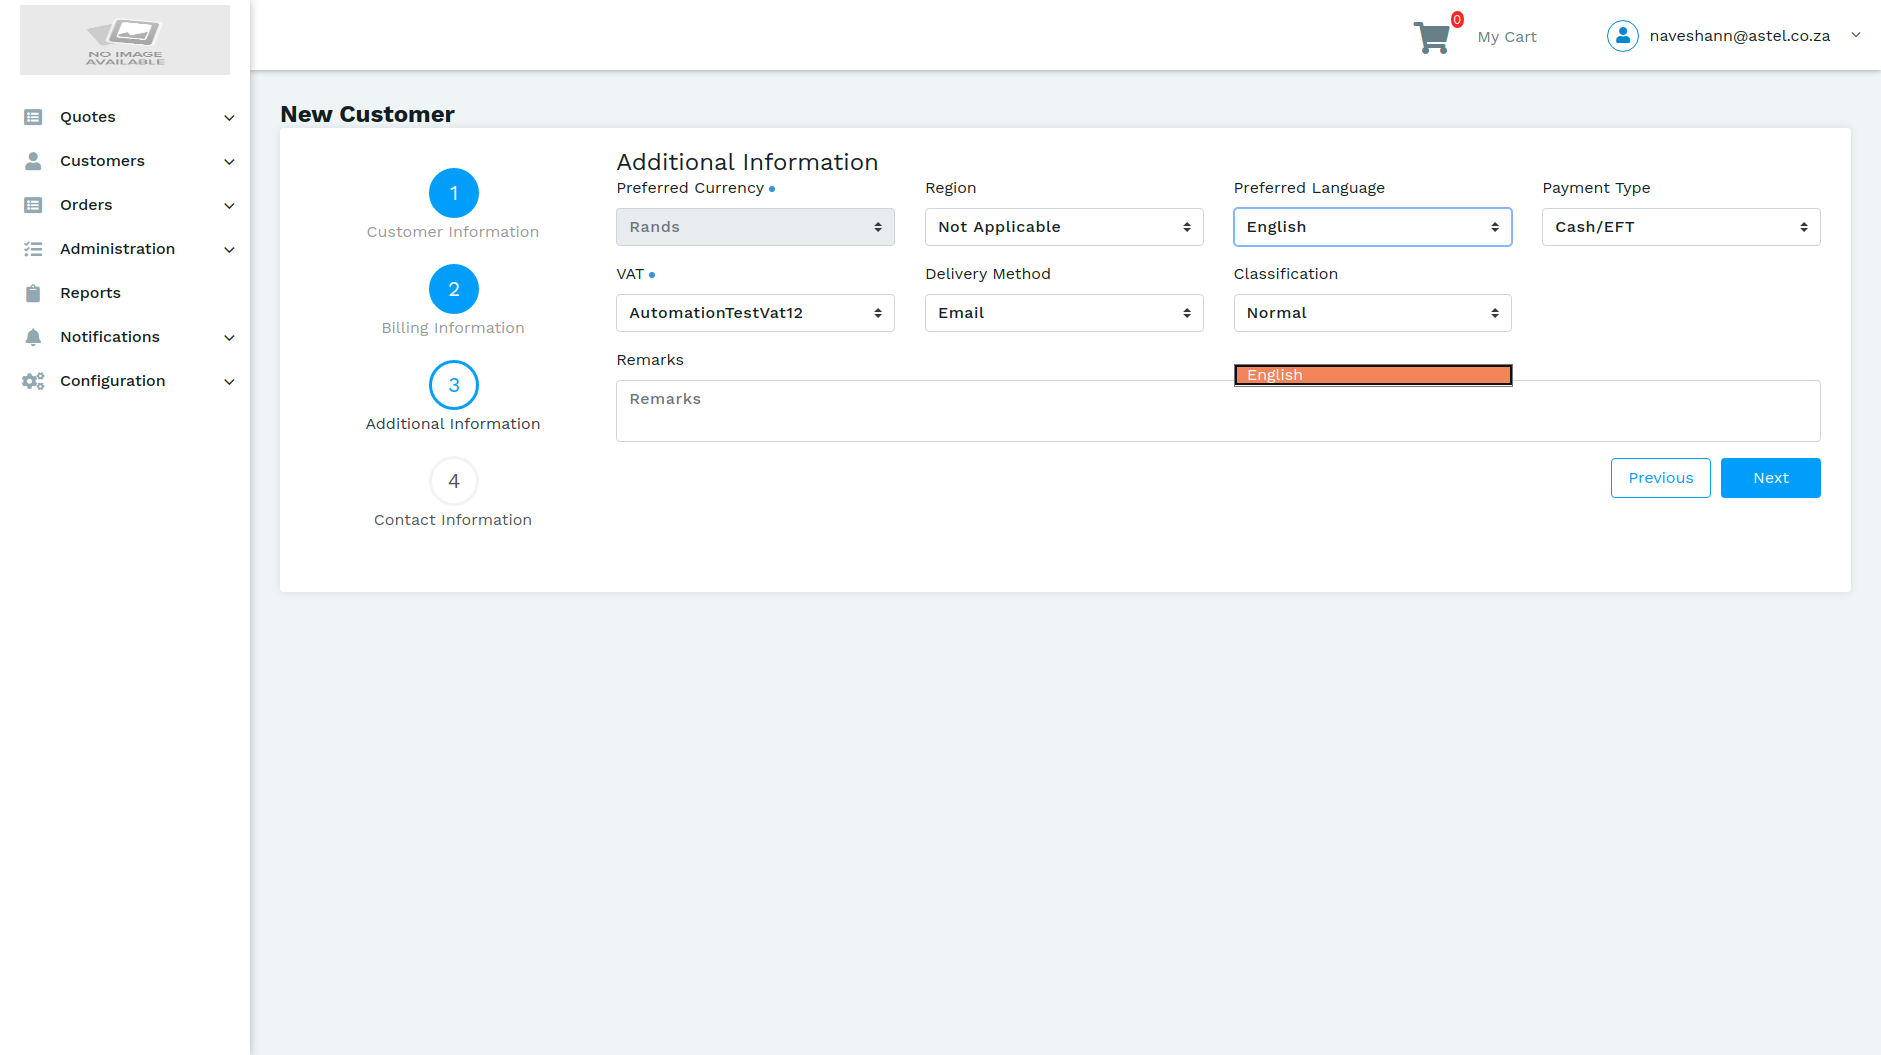 NO IMAGE
AVAILABLE
0
My Cart
naveshann@astel.co.za
Quotes
Customers
Orders
Administration
Reports
Notifications
Configuration
New Customer
1
Customer Information
2
Billing Information
3
Additional Information
4
Contact Information
Additional Information
Preferred Currency
Region
Preferred Language
Payment Type
Rands
Not Applicable
English
Cash/EFT
VAT
Delivery Method
Classification
AutomationTestVat12
Email
Normal
Remarks
English
Remarks
Previous
Next